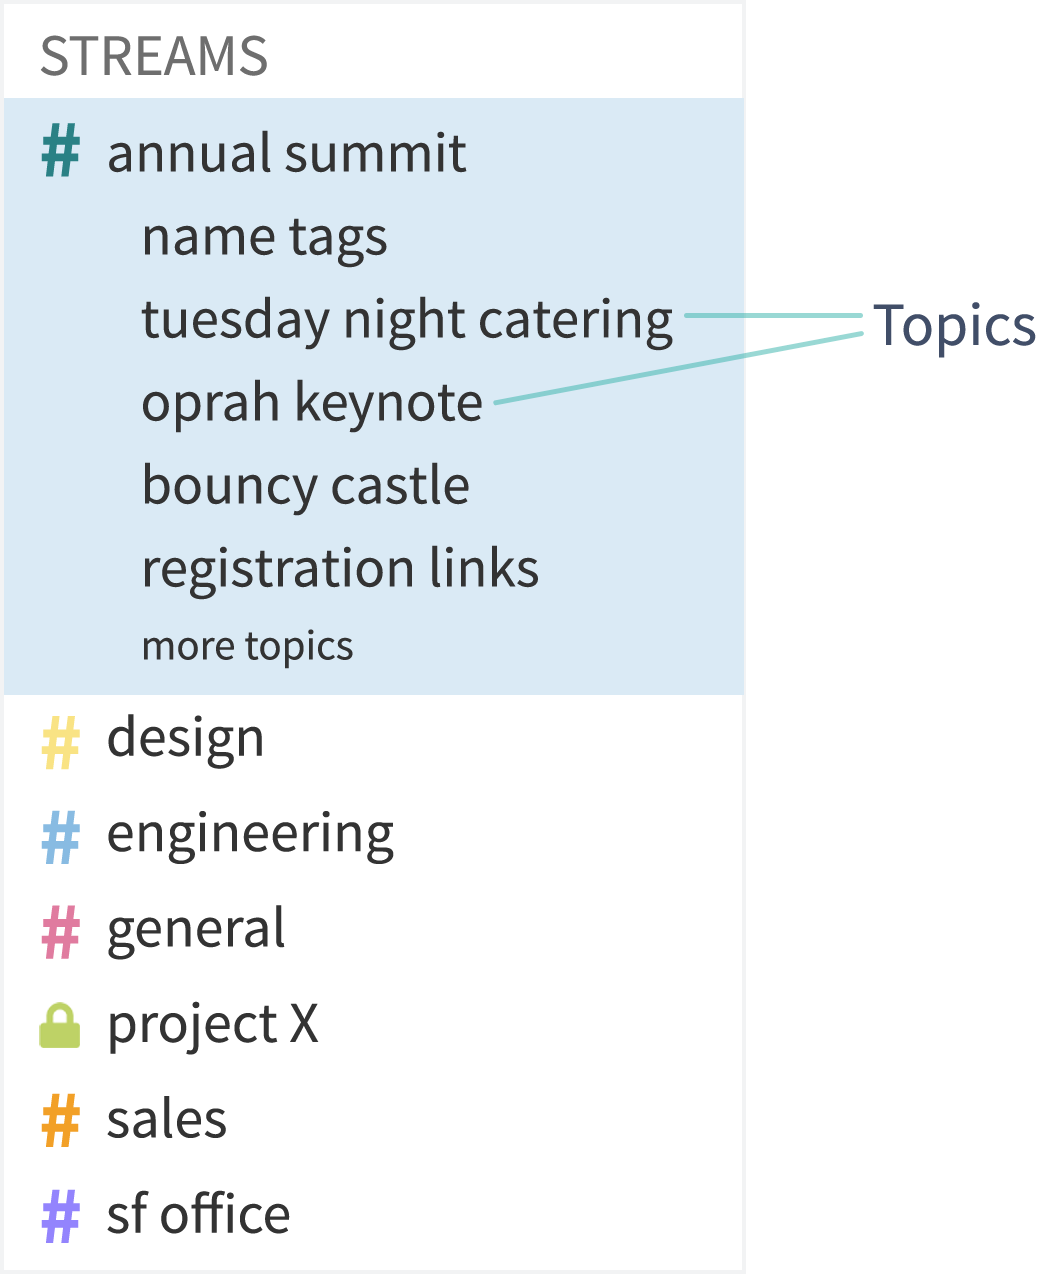 STREAMS
# annual summit
name tags
tuesday night catering
Topics
oprah keynote
bouncy castle
registration links
more topics
# design
# engineering
# general
project X
# sales
# sf office